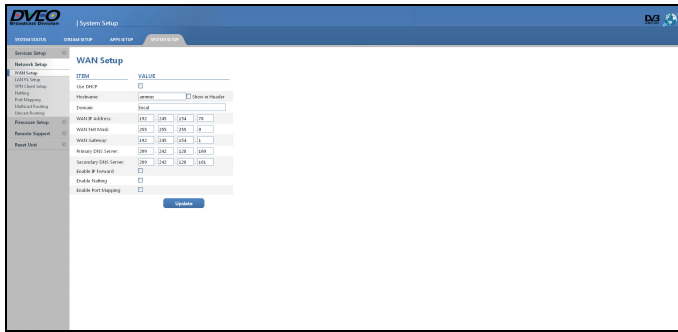 DVEO
Broadcast Division
| System Setup
DVB
SYSTEM STATUS STREAM SETUP APPS SETUP SYSTEM SETUP
Services Setup
Network Setup
WAN Setup
LAN FS Setup
VPN Client Setup
Natting
Port Mapping
Multicast Routing
Unicast Routing
Firmware Setup
Remote Support
Reset Unit
WAN Setup
ITEM VALUE
Use DHCP
Hostname: Show in Header
Domain: local
WAN IP Address: 192 . 245 . 154 . 78
WAN Net Mask: 255 . 255 . 255 . 0
WAN Gateway: 192 . 245 . 154 . 1
Primary DNS Server: 209 . 242 . 128 . 100
Secondary DNS Server: 209 . 242 . 128 . 101
Enable IP Forward
Enable Natting
Enable Port Mapping
Update